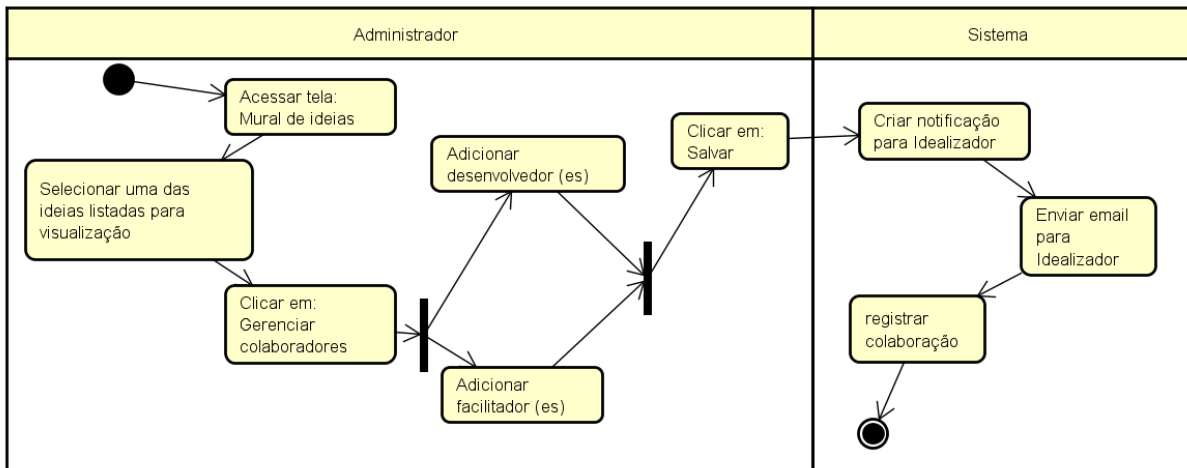 Administrador
Sistema
Acessar tela:
Mural de ideias
Selecionar uma das
ideias listadas para
visualização
Clicar em:
Gerenciar
colaboradores
Adicionar
desenvolvedor (es)
Adicionar
facilitador (es)
Clicar em:
Salvar
Criar notificação
para Idealizador
Enviar email
para
Idealizador
registrar
colaboração